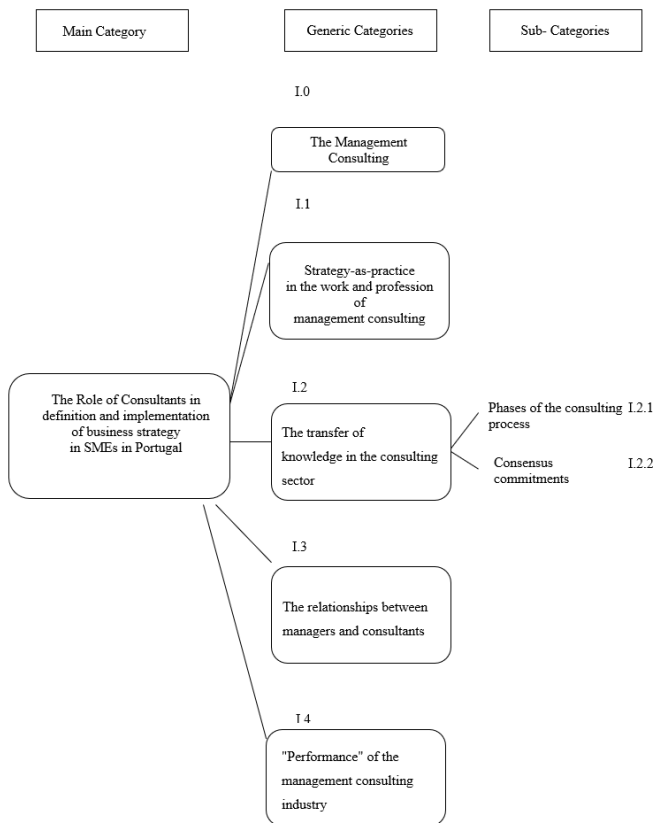 Main Category
Generic Categories
Sub- Categories
I.0
The Management
Consulting
I.1
Strategy-as-practice
in the work and profession
of
management consulting
The Role of Consultants in
definition and implementation
of business strategy
in SMEs in Portugal
I.2
The transfer of
knowledge in the consulting
sector
Phases of the consulting I.2.1
process
Consensus I.2.2
commitments
I.3
The relationships between
managers and consultants
I.4
"Performance" of the
management consulting
industry